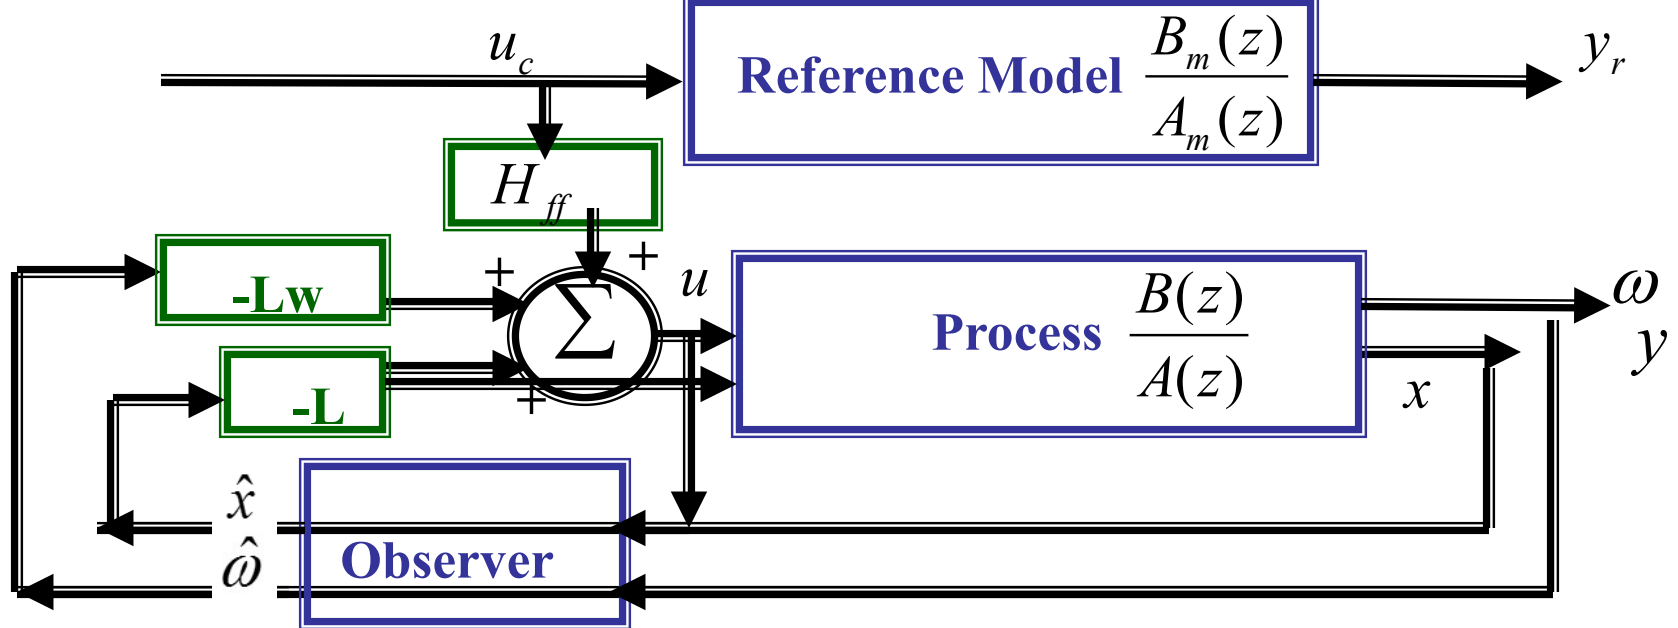 u_c
Reference Model B_m(z) / A_m(z)
y_r
H_ff
+
+
-Lw
Σ
u
Process B(z) / A(z)
ω
y
-L
+
x
x̂
ω̂
Observer